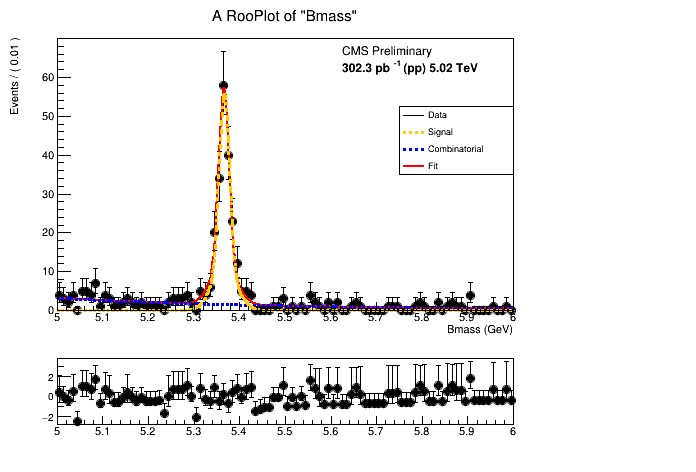 A RooPlot of "Bmass"
Events / ( 0.01 )
CMS Preliminary
302.3 pb⁻¹ (pp) 5.02 TeV
Data
Signal
Combinatorial
Fit
60
50
40
30
20
10
0
5 5.1 5.2 5.3 5.4 5.5 5.6 5.7 5.8 5.9 6
Bmass (GeV)
2
0
−2
5 5.1 5.2 5.3 5.4 5.5 5.6 5.7 5.8 5.9 6